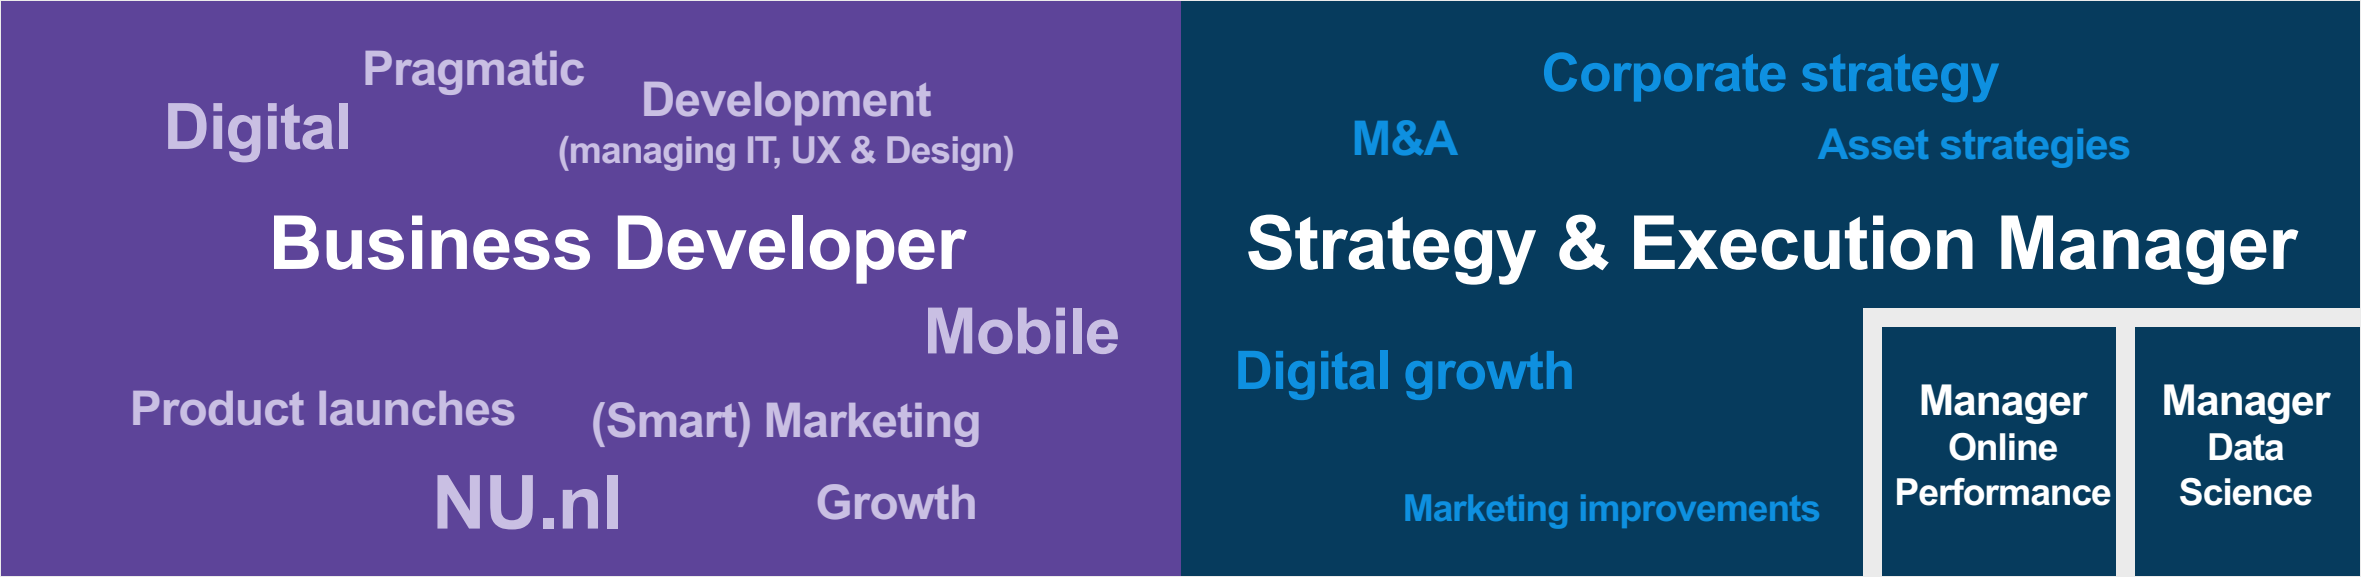 Pragmatic
Digital
Development
(managing IT, UX & Design)
Business Developer
Mobile
Product launches
(Smart) Marketing
NU.nl
Growth
Corporate strategy
M&A
Asset strategies
Strategy & Execution Manager
Digital growth
Marketing improvements
Manager
Online
Performance
Manager
Data
Science